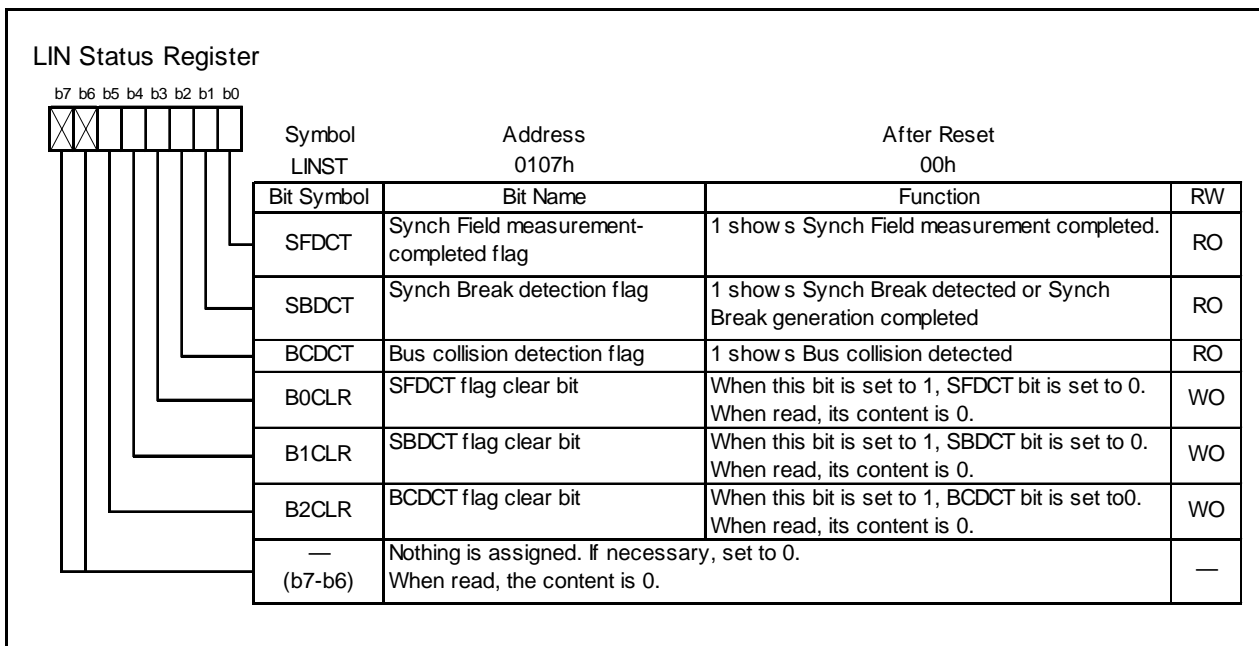 LIN Status Register
b7 b6 b5 b4 b3 b2 b1 b0
Symbol Address After Reset
LINST 0107h 00h
Bit Symbol Bit Name Function RW
SFDCT Synch Field measurement- 1 shows Synch Field measurement completed. RO
completed flag
SBDCT Synch Break detection flag 1 shows Synch Break detected or Synch RO
Break generation completed
BCDCT Bus collision detection flag 1 shows Bus collision detected RO
B0CLR SFDCT flag clear bit When this bit is set to 1, SFDCT bit is set to 0. WO
When read, its content is 0.
B1CLR SBDCT flag clear bit When this bit is set to 1, SBDCT bit is set to 0. WO
When read, its content is 0.
B2CLR BCDCT flag clear bit When this bit is set to 1, BCDCT bit is set to0. WO
When read, its content is 0.
— Nothing is assigned. If necessary, set to 0. —
(b7-b6) When read, the content is 0.